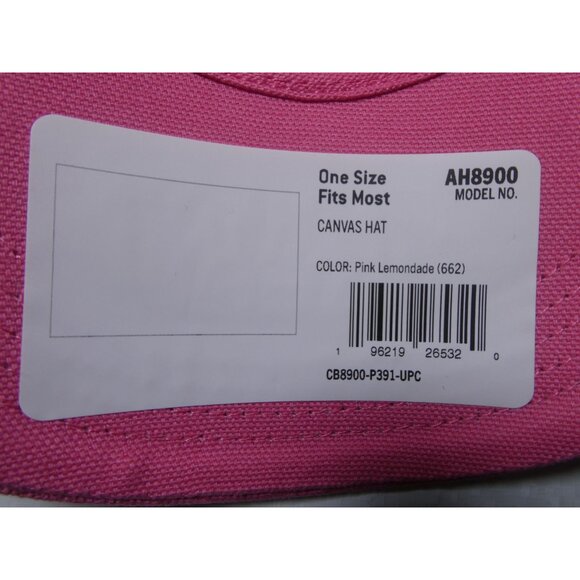 One Size
Fits Most
AH8900
MODEL NO.
CANVAS HAT
COLOR: Pink Lemondade (662)
1 96219 26532 0
CB8900-P391-UPC